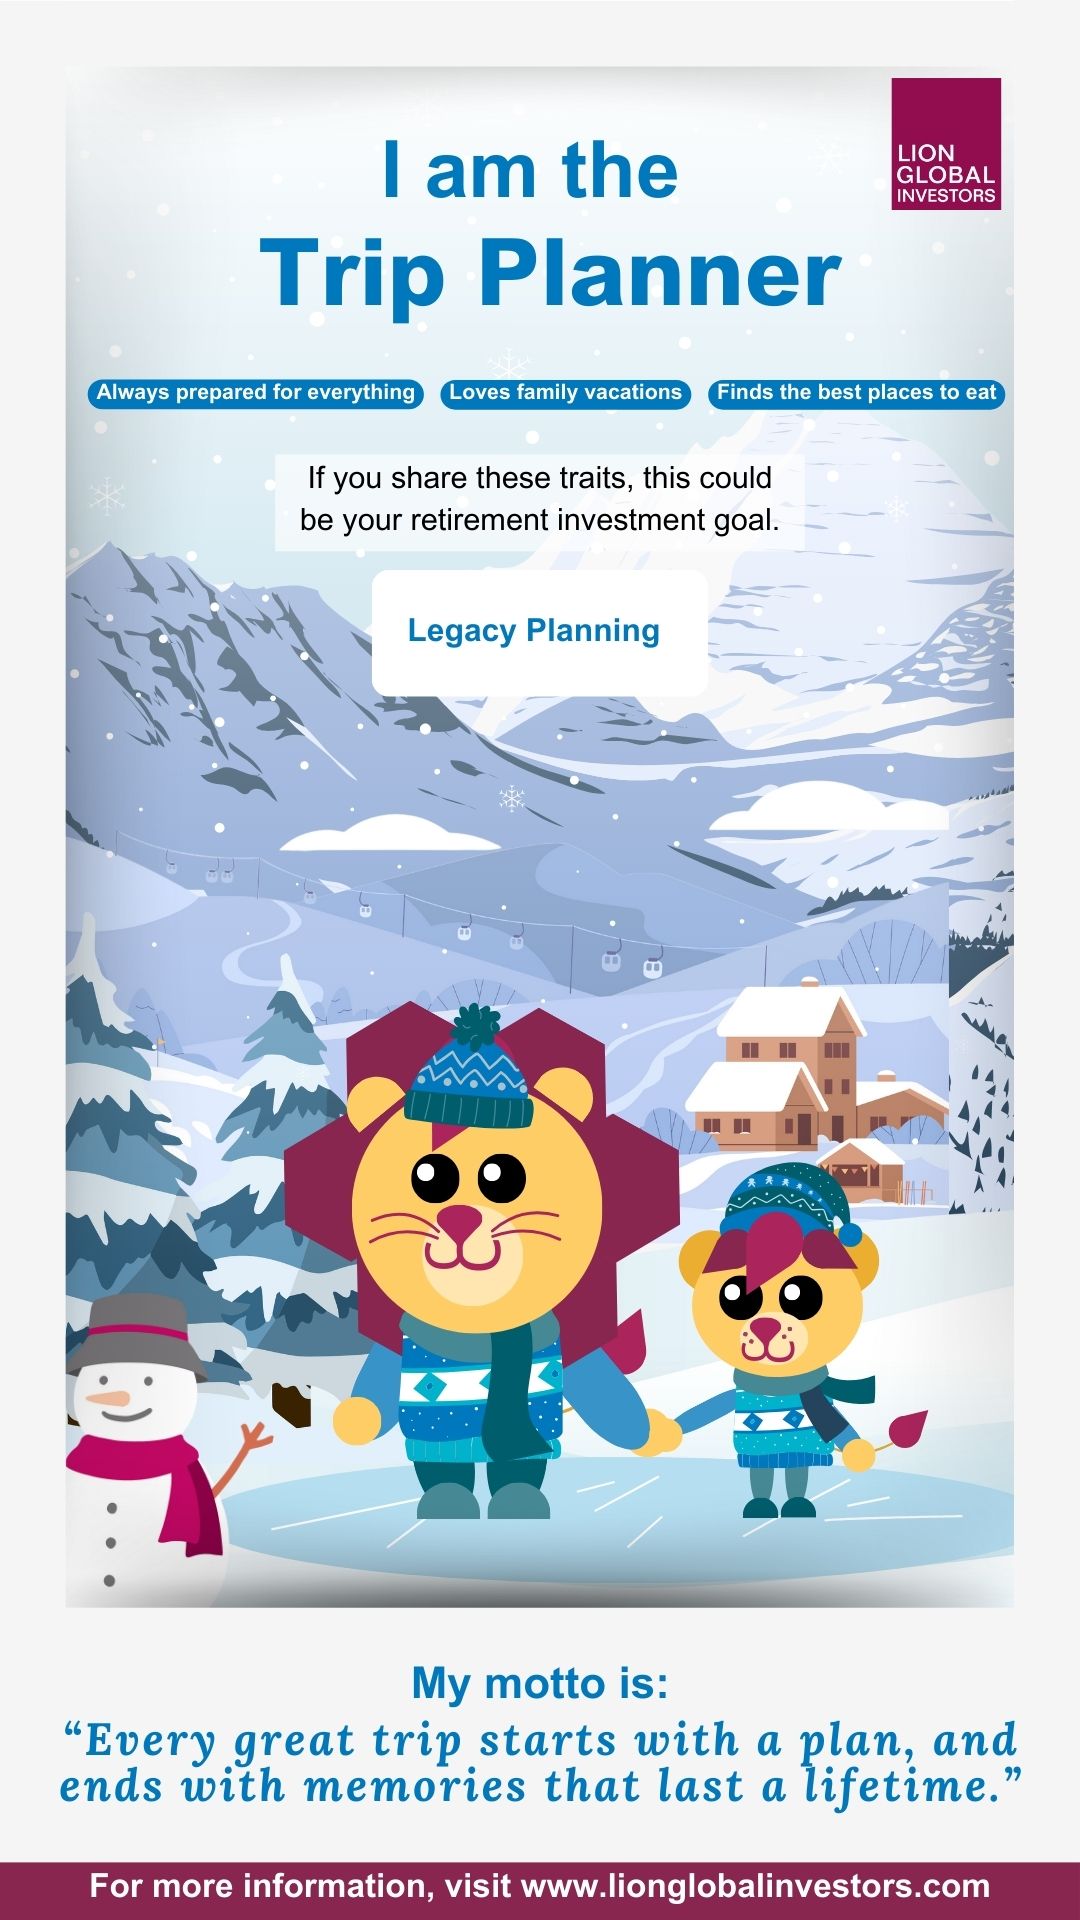 LION
GLOBAL
INVESTORS
I am the
Trip Planner
Always prepared for everything
Loves family vacations
Finds the best places to eat
If you share these traits, this could
be your retirement investment goal.
Legacy Planning
My motto is:
“Every great trip starts with a plan, and
ends with memories that last a lifetime.”
For more information, visit www.lionglobalinvestors.com